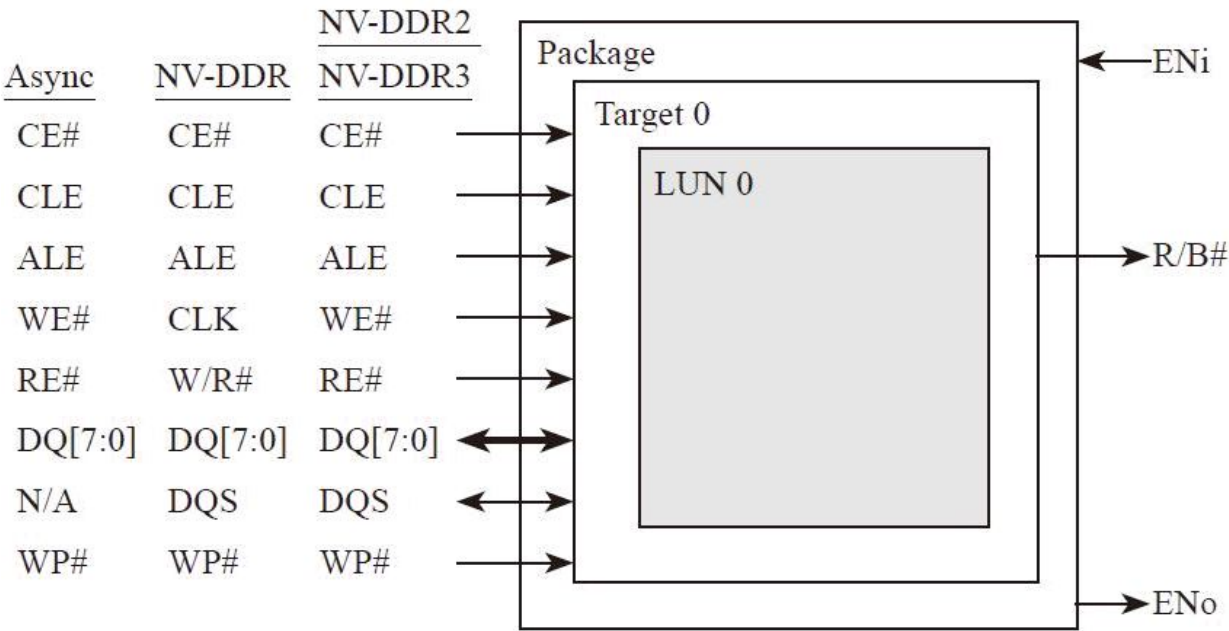 NV-DDR2
Async NV-DDR NV-DDR3
CE# CE# CE#
CLE CLE CLE
ALE ALE ALE
WE# CLK WE#
RE# W/R# RE#
DQ[7:0] DQ[7:0] DQ[7:0]
N/A DQS DQS
WP# WP# WP#
Package
Target 0
LUN 0
ENi
R/B#
ENo